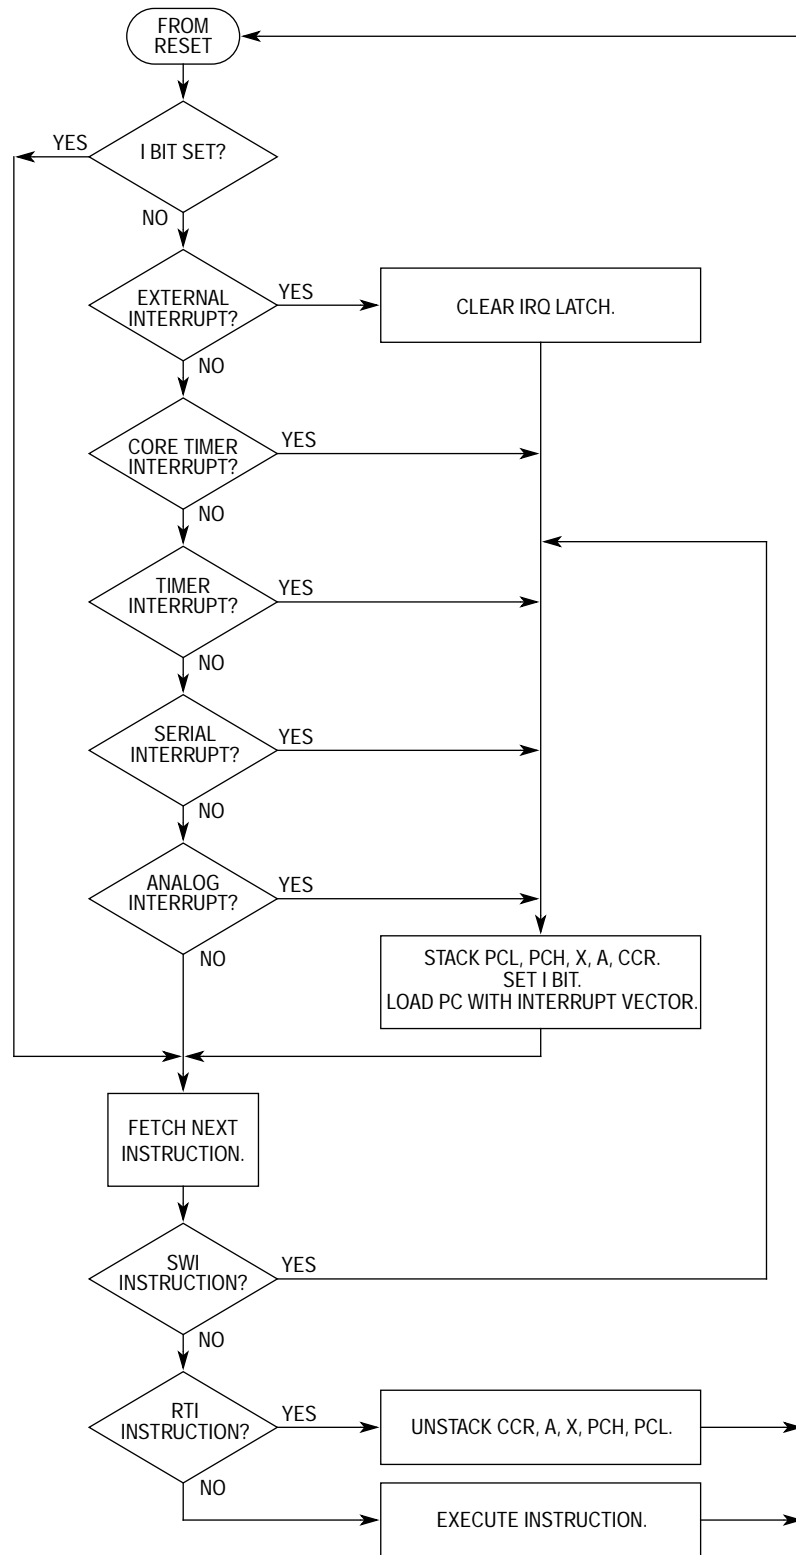 FROM
RESET
YES
I BIT SET?
NO
EXTERNAL
INTERRUPT?
YES
CLEAR IRQ LATCH.
NO
CORE TIMER
INTERRUPT?
YES
NO
TIMER
INTERRUPT?
YES
NO
SERIAL
INTERRUPT?
YES
NO
ANALOG
INTERRUPT?
YES
NO
STACK PCL, PCH, X, A, CCR.
SET I BIT.
LOAD PC WITH INTERRUPT VECTOR.
FETCH NEXT
INSTRUCTION.
SWI
INSTRUCTION?
YES
NO
RTI
INSTRUCTION?
YES
UNSTACK CCR, A, X, PCH, PCL.
NO
EXECUTE INSTRUCTION.